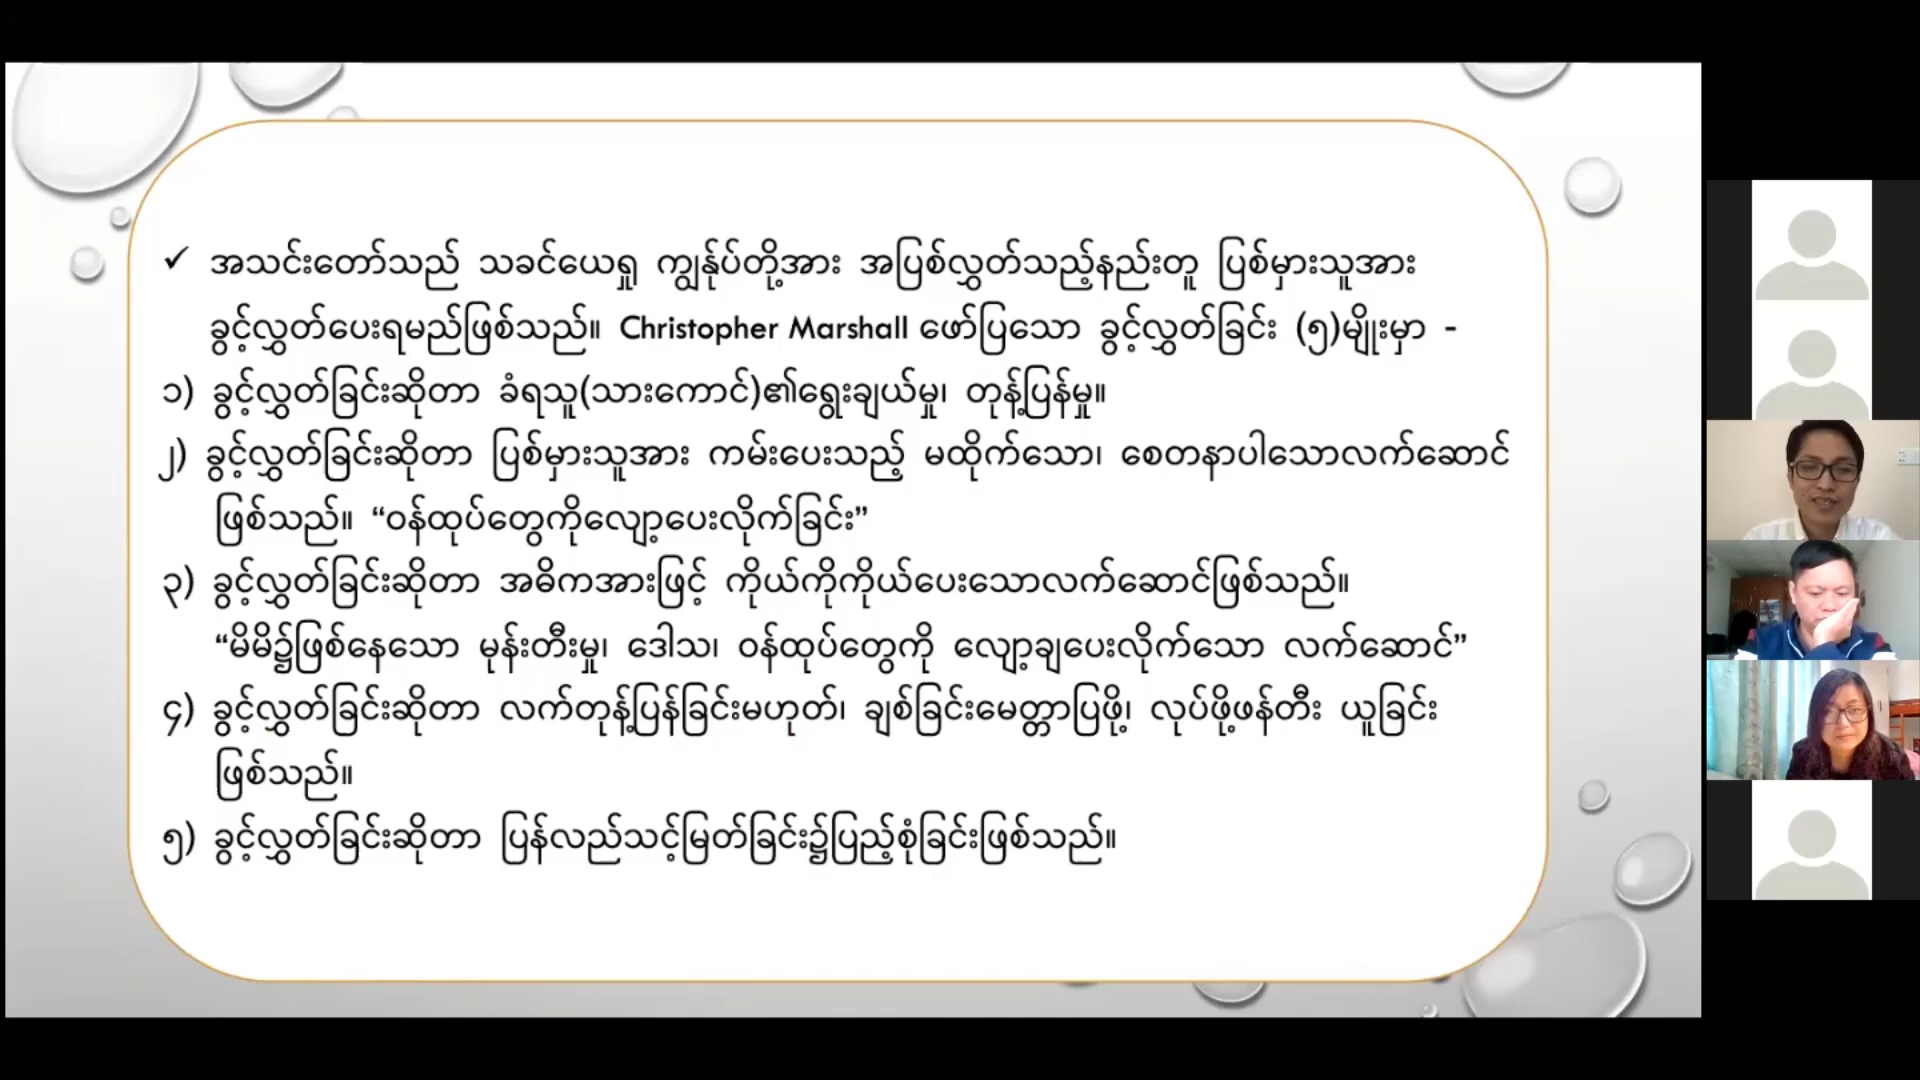 ✓ အသင်းတော်သည် သခင်ယေရှု ကျွန်ုပ်တို့အား အပြစ်လွှတ်သည့်နည်းတူ ပြစ်မှားသူအား
ခွင့်လွှတ်ပေးရမည်ဖြစ်သည်။ Christopher Marshall ဖော်ပြသော ခွင့်လွှတ်ခြင်း (၅)မျိုးမှာ -
၁) ခွင့်လွှတ်ခြင်းဆိုတာ ခံရသူ(သားကောင်)၏ရွေးချယ်မှု၊ တုန့်ပြန်မှု။
၂) ခွင့်လွှတ်ခြင်းဆိုတာ ပြစ်မှားသူအား ကမ်းပေးသည့် မထိုက်သော၊ စေတနာပါသောလက်ဆောင်
ဖြစ်သည်။ “ဝန်ထုပ်တွေကိုလျော့ပေးလိုက်ခြင်း”
၃) ခွင့်လွှတ်ခြင်းဆိုတာ အဓိကအားဖြင့် ကိုယ်ကိုကိုယ်ပေးသောလက်ဆောင်ဖြစ်သည်။
“မိမိ၌ဖြစ်နေသော မုန်းတီးမှု၊ ဒေါသ၊ ဝန်ထုပ်တွေကို လျော့ချပေးလိုက်သော လက်ဆောင်”
၄) ခွင့်လွှတ်ခြင်းဆိုတာ လက်တုန့်ပြန်ခြင်းမဟုတ်၊ ချစ်ခြင်းမေတ္တာပြဖို့၊ လုပ်ဖို့ဖန်တီး ယူခြင်း
ဖြစ်သည်။
၅) ခွင့်လွှတ်ခြင်းဆိုတာ ပြန်လည်သင့်မြတ်ခြင်း၌ပြည့်စုံခြင်းဖြစ်သည်။